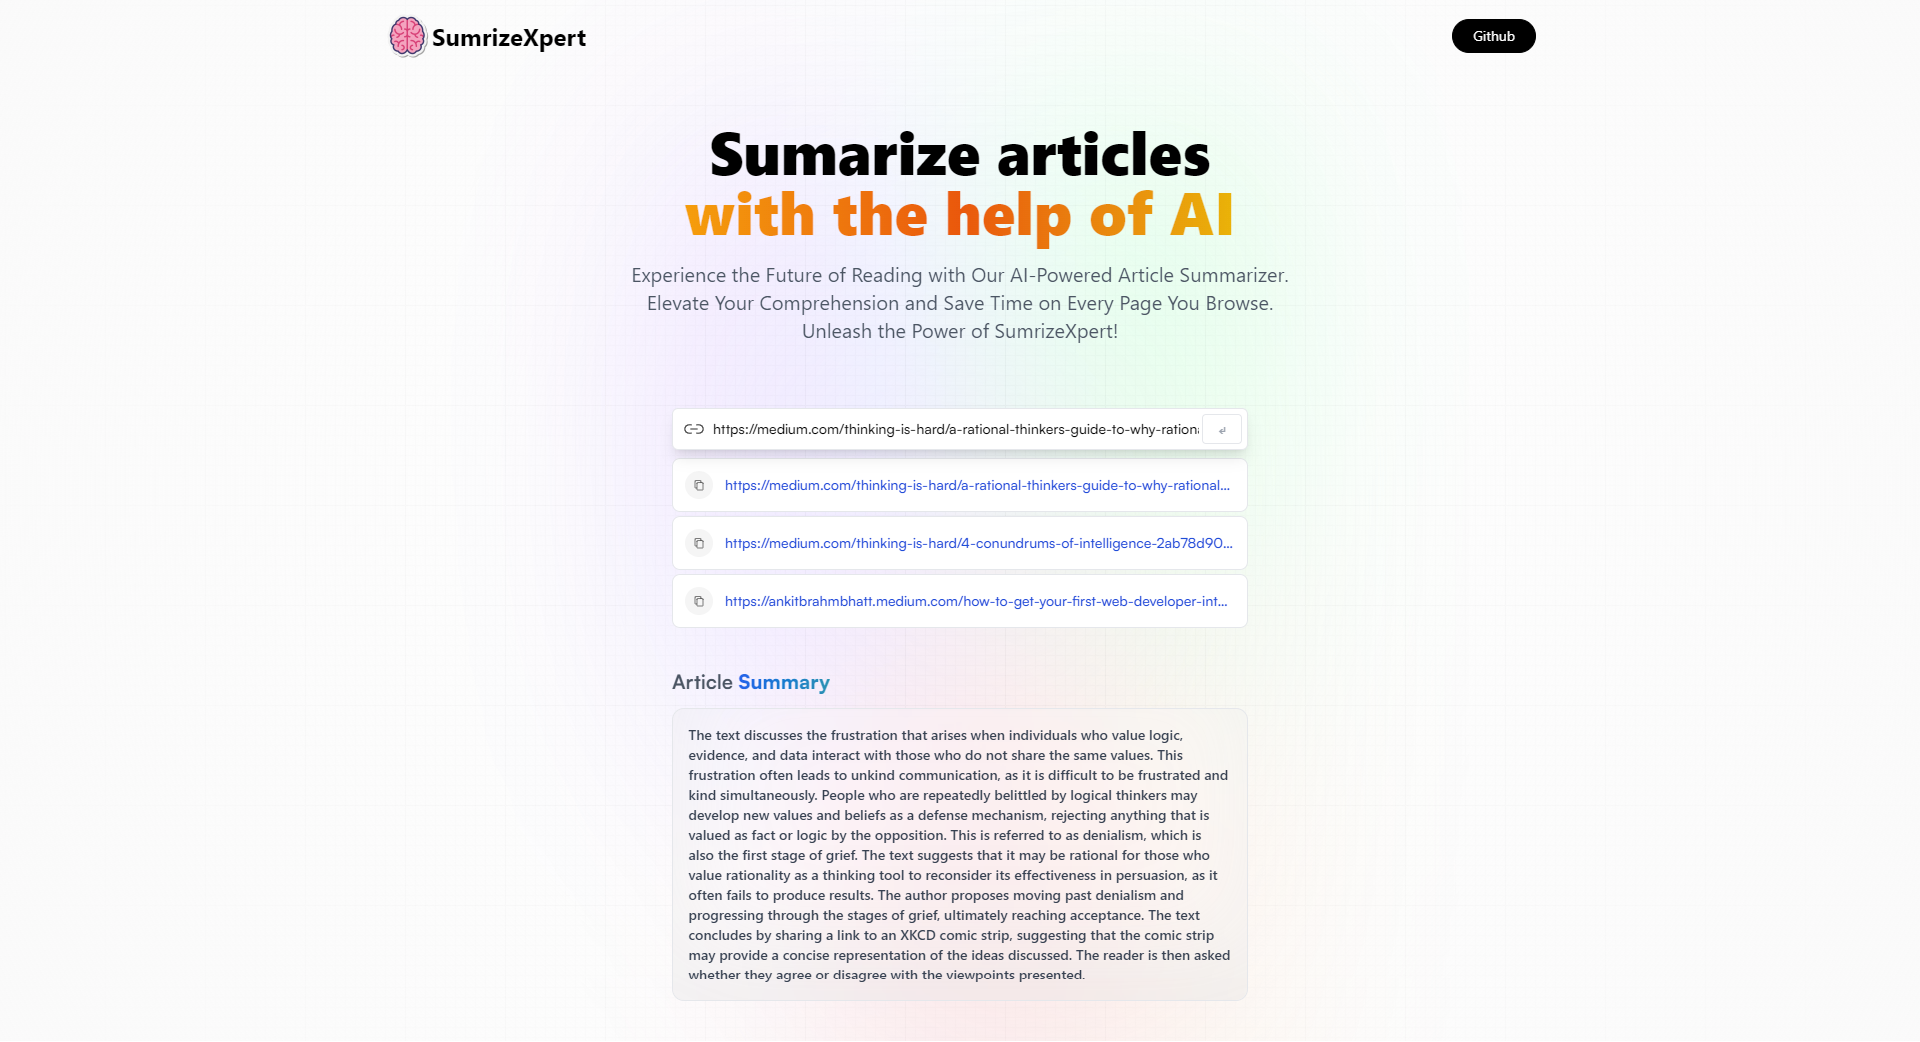 SumrizeXpert
Github
Sumarize articles
with the help of AI
Experience the Future of Reading with Our AI-Powered Article Summarizer.
Elevate Your Comprehension and Save Time on Every Page You Browse.
Unleash the Power of SumrizeXpert!
https://medium.com/thinking-is-hard/a-rational-thinkers-guide-to-why-rational
https://medium.com/thinking-is-hard/a-rational-thinkers-guide-to-why-rational...
https://medium.com/thinking-is-hard/4-conundrums-of-intelligence-2ab78d90...
https://ankitbrahmbhatt.medium.com/how-to-get-your-first-web-developer-int...
Article Summary
The text discusses the frustration that arises when individuals who value logic,
evidence, and data interact with those who do not share the same values. This
frustration often leads to unkind communication, as it is difficult to be frustrated and
kind simultaneously. People who are repeatedly belittled by logical thinkers may
develop new values and beliefs as a defense mechanism, rejecting anything that is
valued as fact or logic by the opposition. This is referred to as denialism, which is
also the first stage of grief. The text suggests that it may be rational for those who
value rationality as a thinking tool to reconsider its effectiveness in persuasion, as it
often fails to produce results. The author proposes moving past denialism and
progressing through the stages of grief, ultimately reaching acceptance. The text
concludes by sharing a link to an XKCD comic strip, suggesting that the comic strip
may provide a concise representation of the ideas discussed. The reader is then asked
whether they agree or disagree with the viewpoints presented.